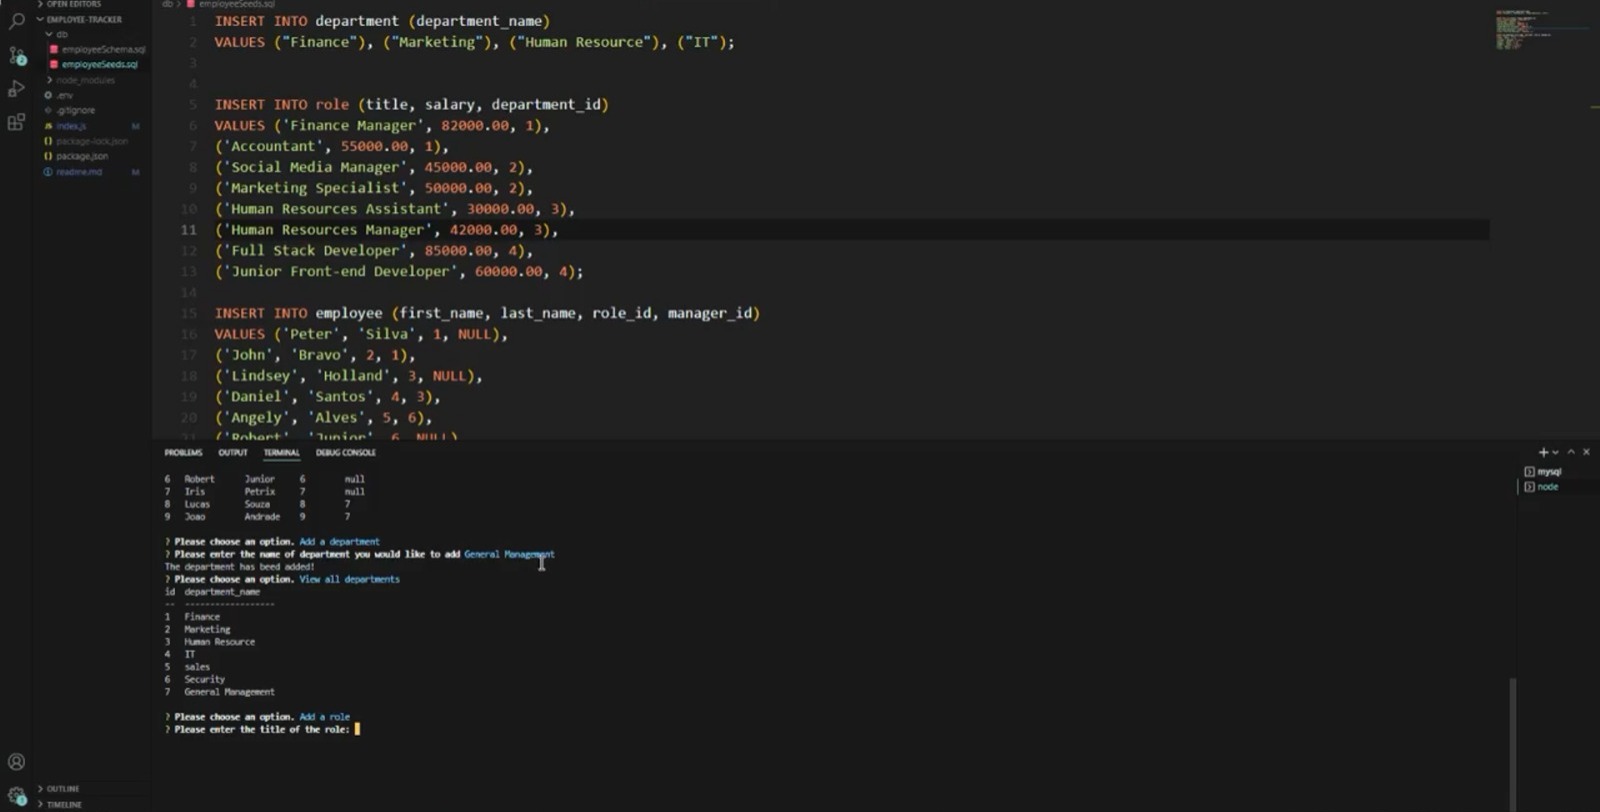 OPEN EDITORS
EMPLOYEE-TRACKER
db
employeeSchema.sql
employeeSeeds.sql
node_modules
.env
.gitignore
index.js M
package-lock.json
package.json
readme.md M
OUTLINE
TIMELINE
db > employeeSeeds.sql
1 INSERT INTO department (department_name)
2 VALUES ("Finance"), ("Marketing"), ("Human Resource"), ("IT");
3
4
5 INSERT INTO role (title, salary, department_id)
6 VALUES ('Finance Manager', 82000.00, 1),
7 ('Accountant', 55000.00, 1),
8 ('Social Media Manager', 45000.00, 2),
9 ('Marketing Specialist', 50000.00, 2),
10 ('Human Resources Assistant', 30000.00, 3),
11 ('Human Resources Manager', 42000.00, 3),
12 ('Full Stack Developer', 85000.00, 4),
13 ('Junior Front-end Developer', 60000.00, 4);
14
15 INSERT INTO employee (first_name, last_name, role_id, manager_id)
16 VALUES ('Peter', 'Silva', 1, NULL),
17 ('John', 'Bravo', 2, 1),
18 ('Lindsey', 'Holland', 3, NULL),
19 ('Daniel', 'Santos', 4, 3),
20 ('Angely', 'Alves', 5, 6),
21 ('Robert', 'Junior', 6, NULL)
PROBLEMS OUTPUT TERMINAL DEBUG CONSOLE
mysql
node
6 Robert Junior 6 null
7 Iris Petrix 7 null
8 Lucas Souza 8 7
9 Joao Andrade 9 7
? Please choose an option. Add a department
? Please enter the name of department you would like to add General Management
The department has beed added!
? Please choose an option. View all departments
id department_name
-- ------------------
1 Finance
2 Marketing
3 Human Resource
4 IT
5 sales
6 Security
7 General Management
? Please choose an option. Add a role
? Please enter the title of the role: